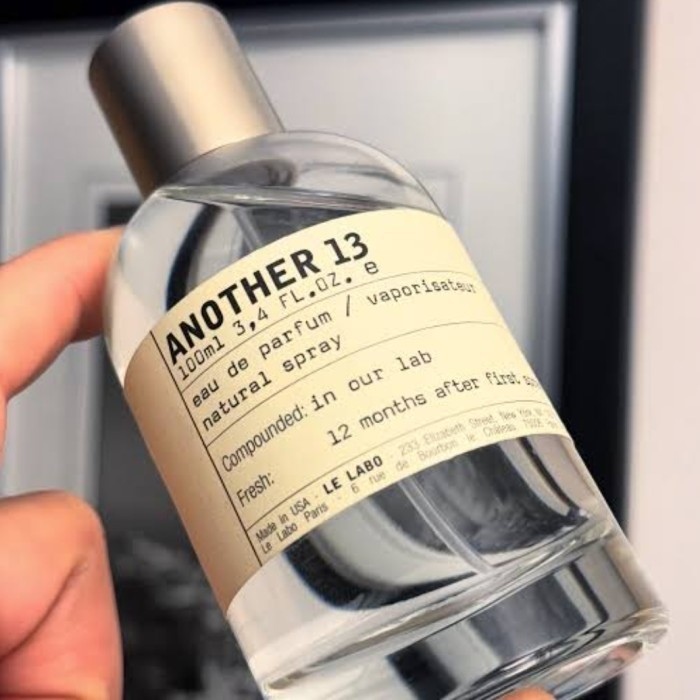 ANOTHER 13
100ml 3,4 FL.OZ. e
eau de parfum / vaporisateur
natural spray
Compounded: in our lab
Fresh: 12 months after first
Made in USA · LE LABO · 233 Elizabeth Street, New York
Le Labo Paris · 6 rue de Bourbon le Château